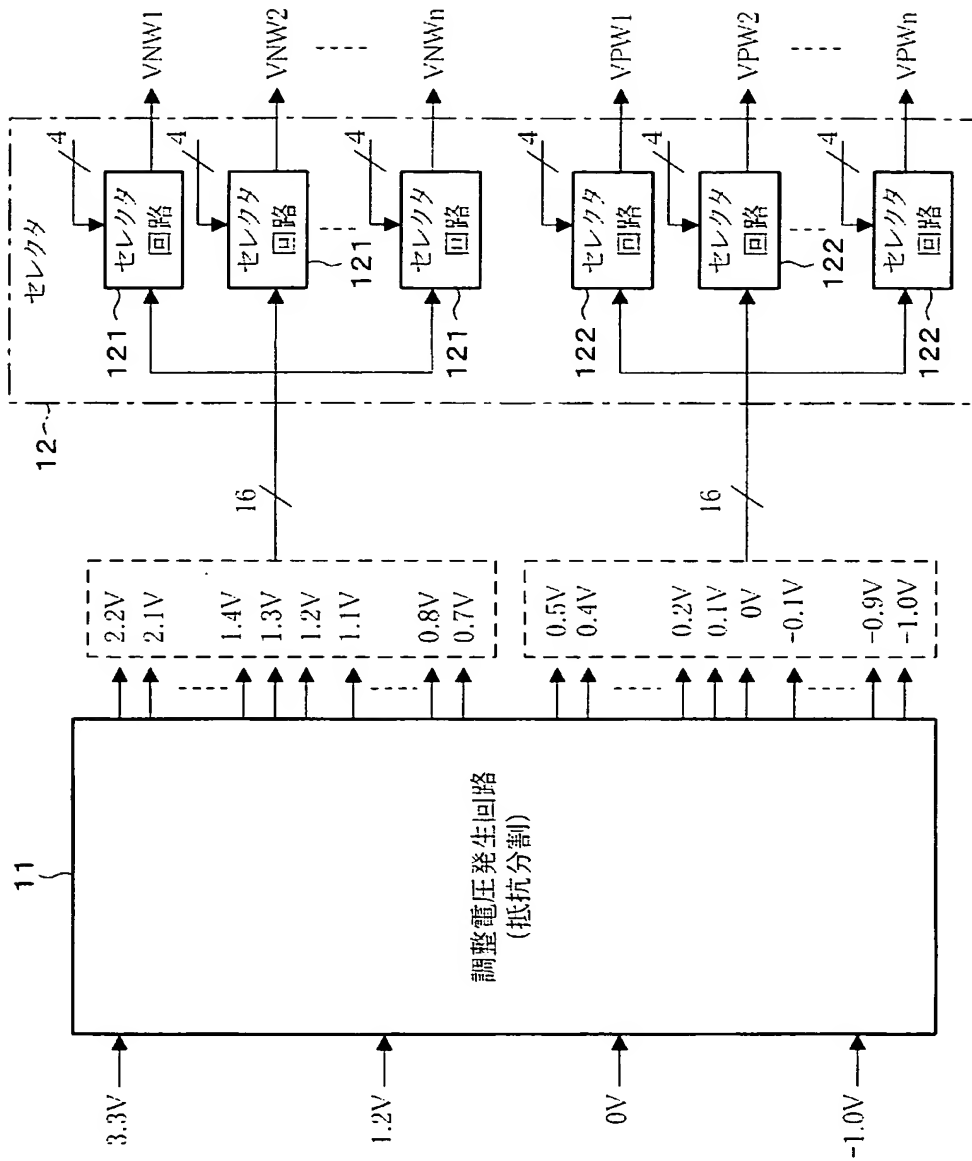 3.3V
1.2V
0V
-1.0V
11
調整電圧発生回路
(抵抗分割)
2.2V
2.1V
1.4V
1.3V
1.2V
1.1V
0.8V
0.7V
0.5V
0.4V
0.2V
0.1V
0V
-0.1V
-0.9V
-1.0V
16
16
12
セレクタ
121
セレクタ
回路
4
VNW1
セレクタ
回路
4
121
VNW2
121
セレクタ
回路
4
VNWn
122
セレクタ
回路
4
VPW1
セレクタ
回路
4
122
VPW2
122
セレクタ
回路
4
VPWn